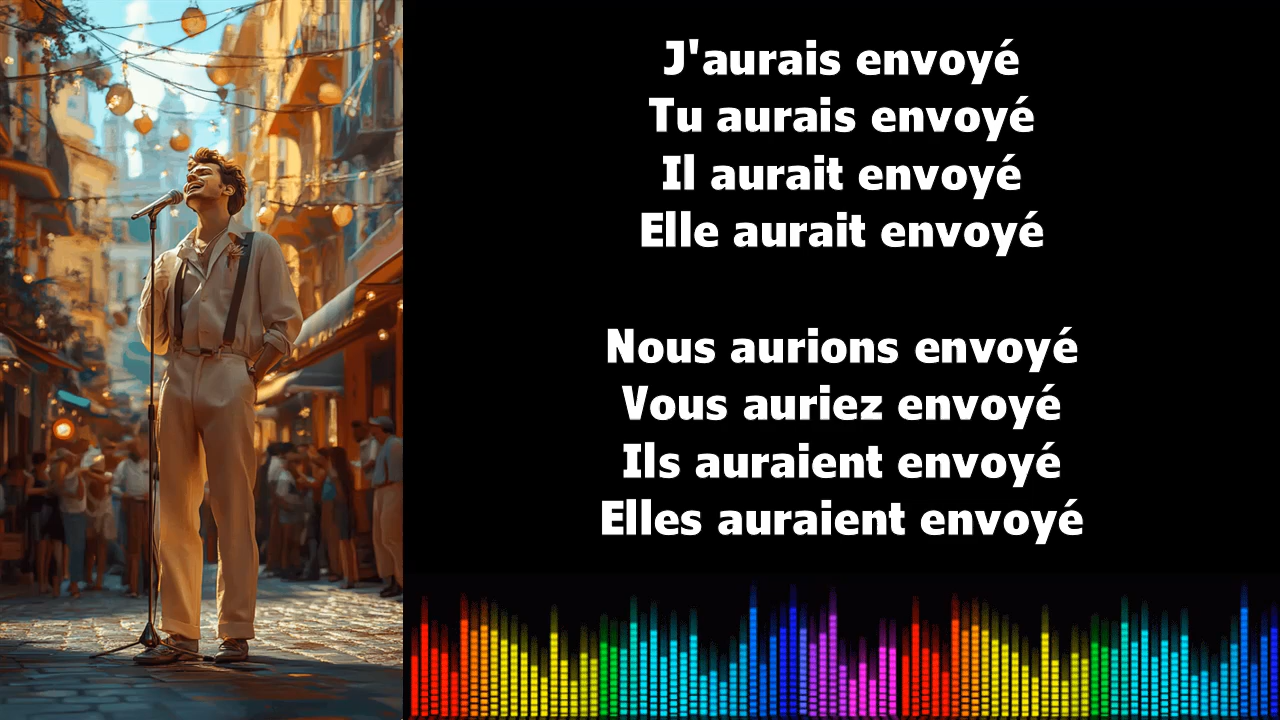 J'aurais envoyé
Tu aurais envoyé
Il aurait envoyé
Elle aurait envoyé
Nous aurions envoyé
Vous auriez envoyé
Ils auraient envoyé
Elles auraient envoyé